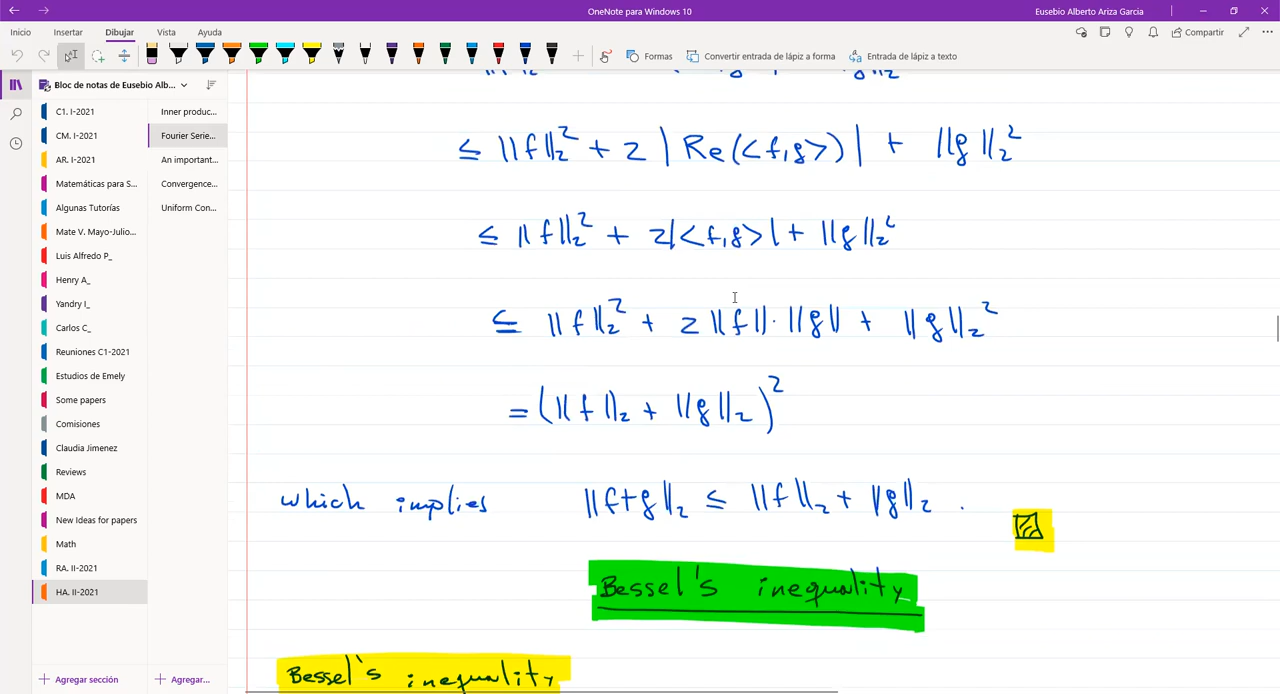 OneNote para Windows 10
Eusebio Alberto Ariza Garcia
Inicio Insertar Dibujar Vista Ayuda
Compartir
Formas Convertir entrada de lápiz a forma Entrada de lápiz a texto
Bloc de notas de Eusebio Alb...
C1. I-2021
CM. I-2021
AR. I-2021
Matemáticas para S...
Algunas Tutorías
Mate V. Mayo-Julio...
Luis Alfredo P_
Henry A_
Yandry I_
Carlos C_
Reuniones C1-2021
Estudios de Emely
Some papers
Comisiones
Claudia Jimenez
Reviews
MDA
New Ideas for papers
Math
RA. II-2021
HA. II-2021
Agregar sección
Inner produc...
Fourier Serie...
An important...
Convergence...
Uniform Con...
Agregar...
≤ ||f||₂² + 2 |Re(<f,g>)| + ||g||₂²
≤ ||f||₂² + 2|<f,g>| + ||g||₂²
≤ ||f||₂² + 2 ||f||·||g|| + ||g||₂²
= (||f||₂ + ||g||₂)²
which implies ||f+g||₂ ≤ ||f||₂ + ||g||₂ .
Bessel's inequality
Bessel's inequality